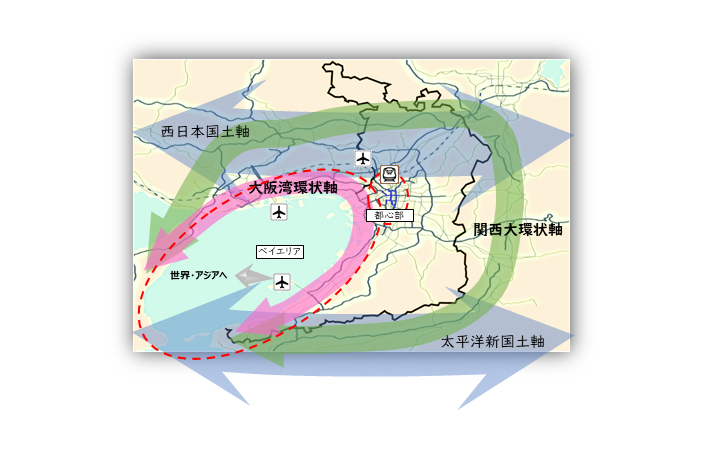 西日本国土軸
大阪湾環状軸
都心部
関西大環状軸
ベイエリア
世界・アジアへ
太平洋新国土軸